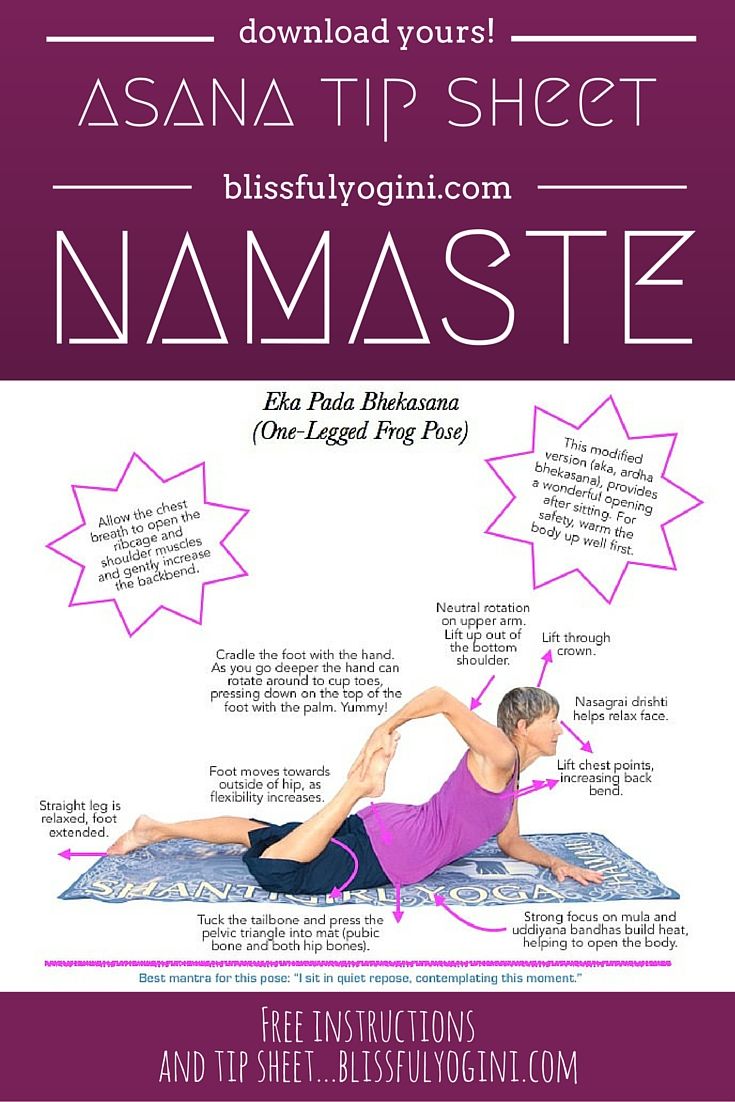 download yours!
ASANA TIP SHEET
blissfulyogini.com
NAMASTE
Eka Pada Bhekasana
(One-Legged Frog Pose)
Allow the chest
breath to open the
ribcage and
shoulder muscles
and gently increase
the backbend.
This modified
version (aka, ardha
bhekasana), provides
a wonderful opening
after sitting. For
safety, warm the
body up well first.
Neutral rotation
on upper arm.
Lift up out of
the bottom
shoulder.
Lift through
crown.
Cradle the foot with the hand.
As you go deeper the hand can
rotate around to cup toes,
pressing down on the top of the
foot with the palm. Yummy!
Nasagrai drishti
helps relax face.
Foot moves towards
outside of hip, as
flexibility increases.
Lift chest points,
increasing back
bend.
Straight leg is
relaxed, foot
extended.
SHANTI GIRL YOGA
Tuck the tailbone and press the
pelvic triangle into mat (pubic
bone and both hip bones).
Strong focus on mula and
uddiyana bandhas build heat,
helping to open the body.
Best mantra for this pose: “I sit in quiet repose, contemplating this moment.”
FREE INSTRUCTIONS
AND TIP SHEET...BLISSFULYOGINI.COM